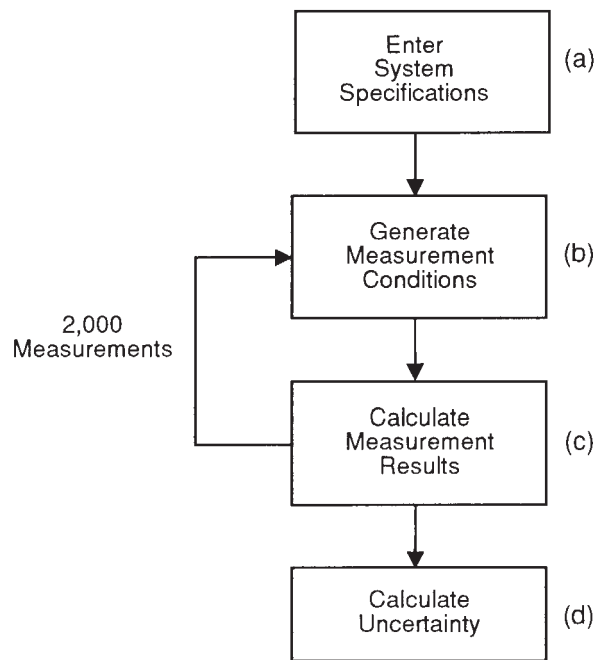 Enter
System
Specifications
(a)
Generate
Measurement
Conditions
(b)
2,000
Measurements
Calculate
Measurement
Results
(c)
Calculate
Uncertainty
(d)